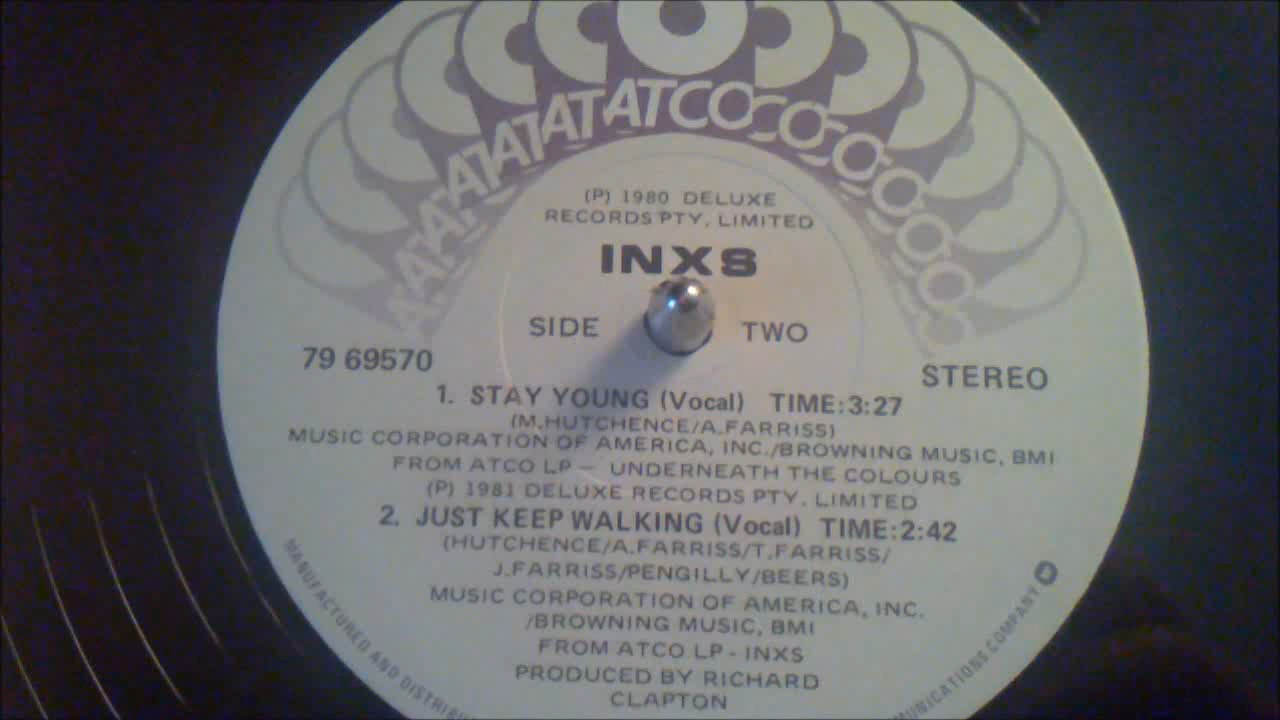 ATATATATATATCOCOCOCOCOCO
(P) 1980 DELUXE
RECORDS PTY. LIMITED
INXS
SIDE TWO
79 69570
STEREO
1. STAY YOUNG (Vocal) TIME:3:27
(M.HUTCHENCE/A.FARRISS)
MUSIC CORPORATION OF AMERICA, INC./BROWNING MUSIC, BMI
FROM ATCO LP — UNDERNEATH THE COLOURS
(P) 1981 DELUXE RECORDS PTY. LIMITED
2. JUST KEEP WALKING (Vocal) TIME:2:42
(HUTCHENCE/A.FARRISS/T.FARRISS/
J.FARRISS/PENGILLY/BEERS)
MUSIC CORPORATION OF AMERICA, INC.
/BROWNING MUSIC, BMI
FROM ATCO LP - INXS
PRODUCED BY RICHARD
CLAPTON
MANUFACTURED AND DISTRIBU
MUNICATIONS COMPANY